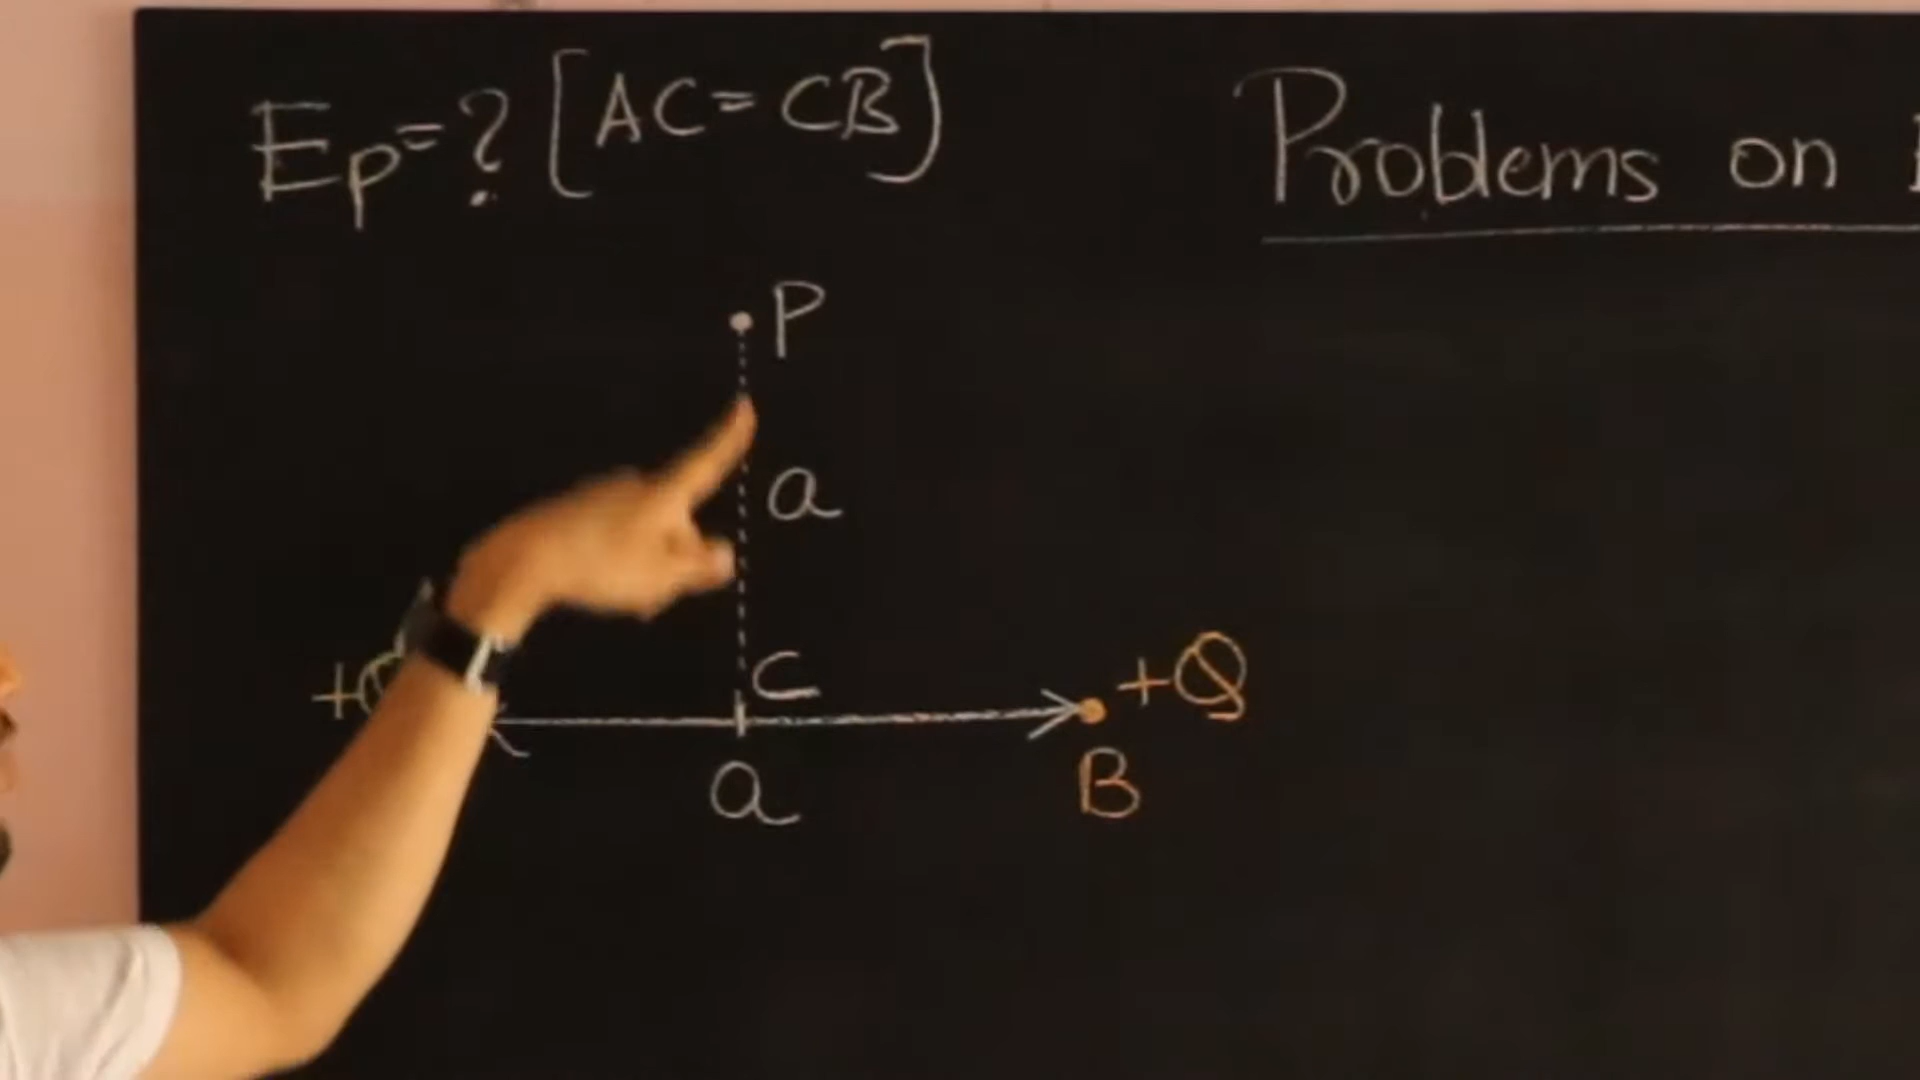 Ep=? [AC=CB]
Problems on
P
a
C
+Q
a
B